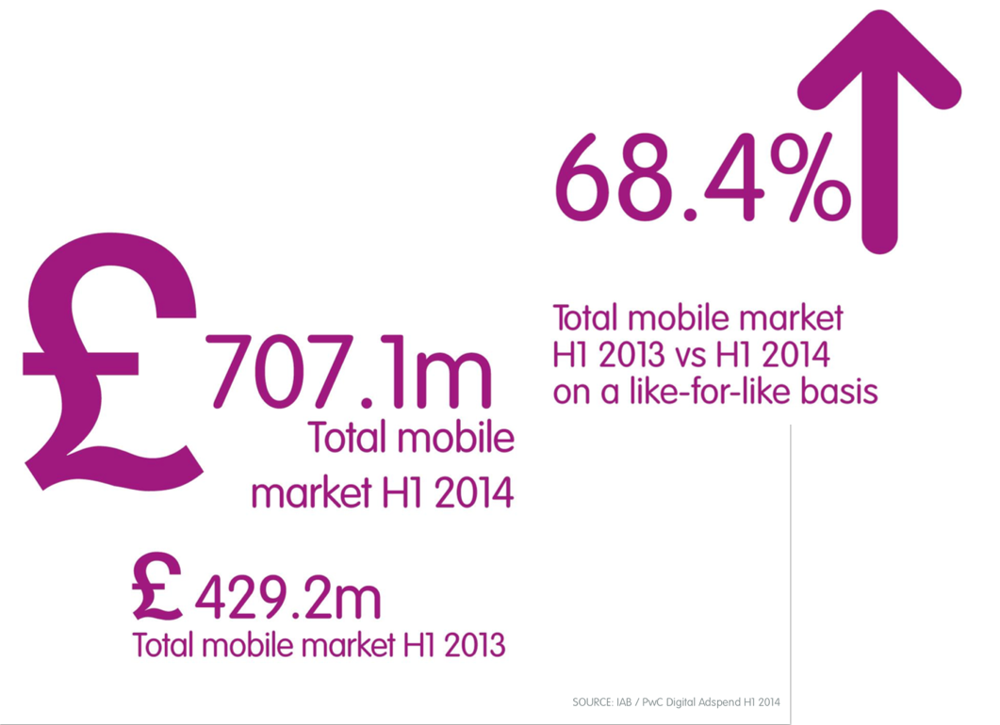 68.4%
Total mobile market
H1 2013 vs H1 2014
on a like-for-like basis
£707.1m
Total mobile
market H1 2014
£429.2m
Total mobile market H1 2013
SOURCE: IAB / PwC Digital Adspend H1 2014